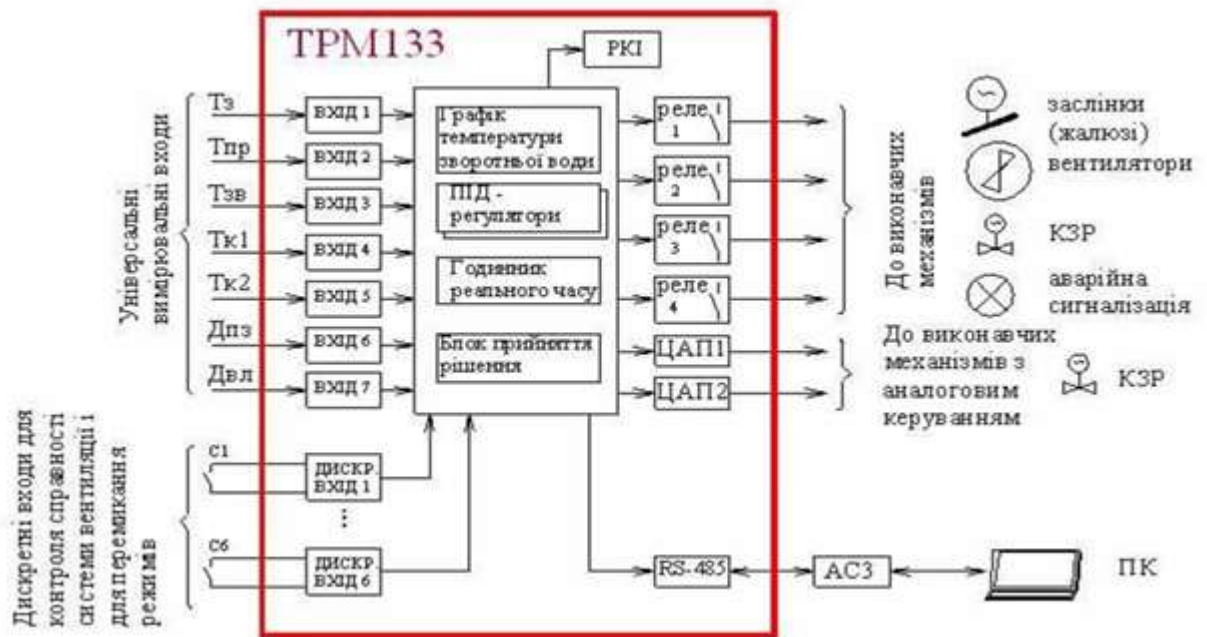 ТРМ133
РКІ
Універсальні
вимірювальні входи
Тз
Тпр
Тзв
Тк1
Тк2
Дпз
Двл
ВХІД 1
ВХІД 2
ВХІД 3
ВХІД 4
ВХІД 5
ВХІД 6
ВХІД 7
Графік
температури
зворотньої води
ПІД -
регулятори
Годинник
реального часу
Блок прийняття
рішення
реле
1
реле
2
реле
3
реле
4
ЦАП1
ЦАП2
До виконавчих
механізмів
заслінки
(жалюзі)
вентилятори
КЗР
аварійна
сигналізація
До виконавчих
механізмів з
аналоговим
керуванням
КЗР
Дискретні входи для
контроля справності
системи вентиляції і
для перемикання
режимів
С1
ДИСКР.
ВХІД 1
...
С6
ДИСКР.
ВХІД 6
RS-485
АС3
ПК